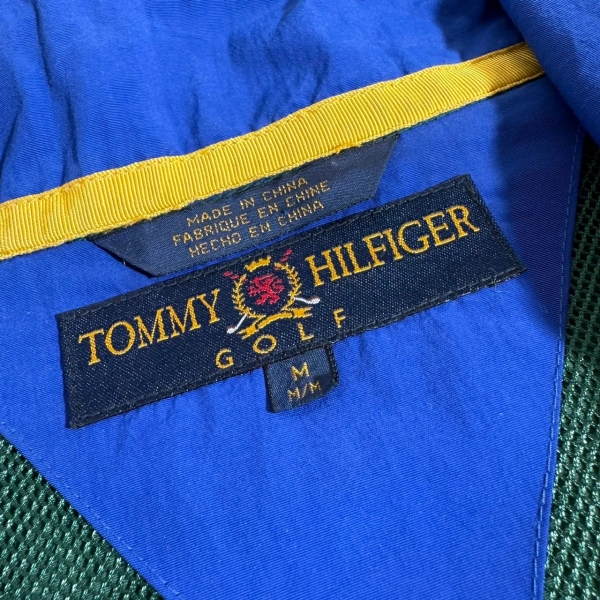 MADE IN CHINA
FABRIQUE EN CHINE
HECHO EN CHINA
TOMMY HILFIGER
GOLF
M
M/M